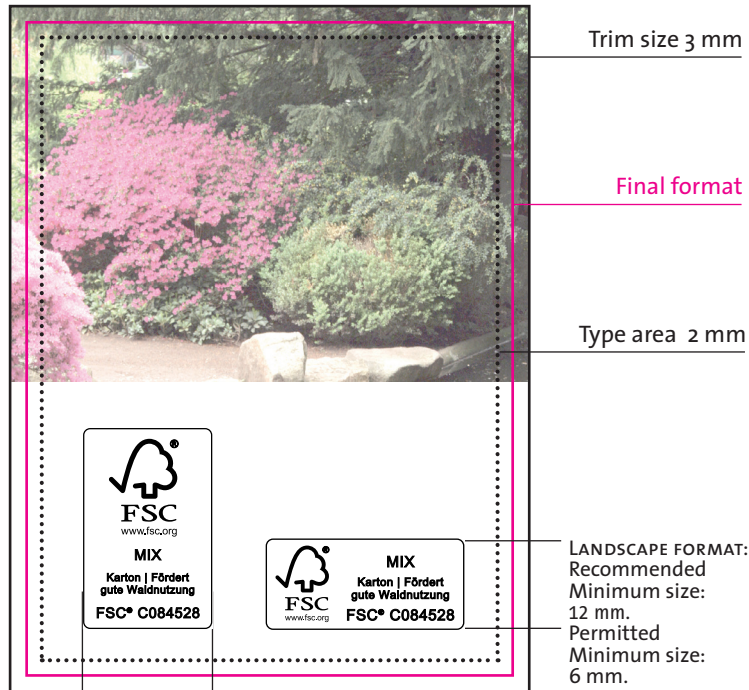 Trim size 3 mm
Final format
Type area 2 mm
FSC®
www.fsc.org
MIX
Karton | Fördert
gute Waldnutzung
FSC® C084528
FSC
www.fsc.org
MIX
Karton | Fördert
gute Waldnutzung
FSC® C084528
LANDSCAPE FORMAT:
Recommended
Minimum size:
12 mm.
Permitted
Minimum size:
6 mm.